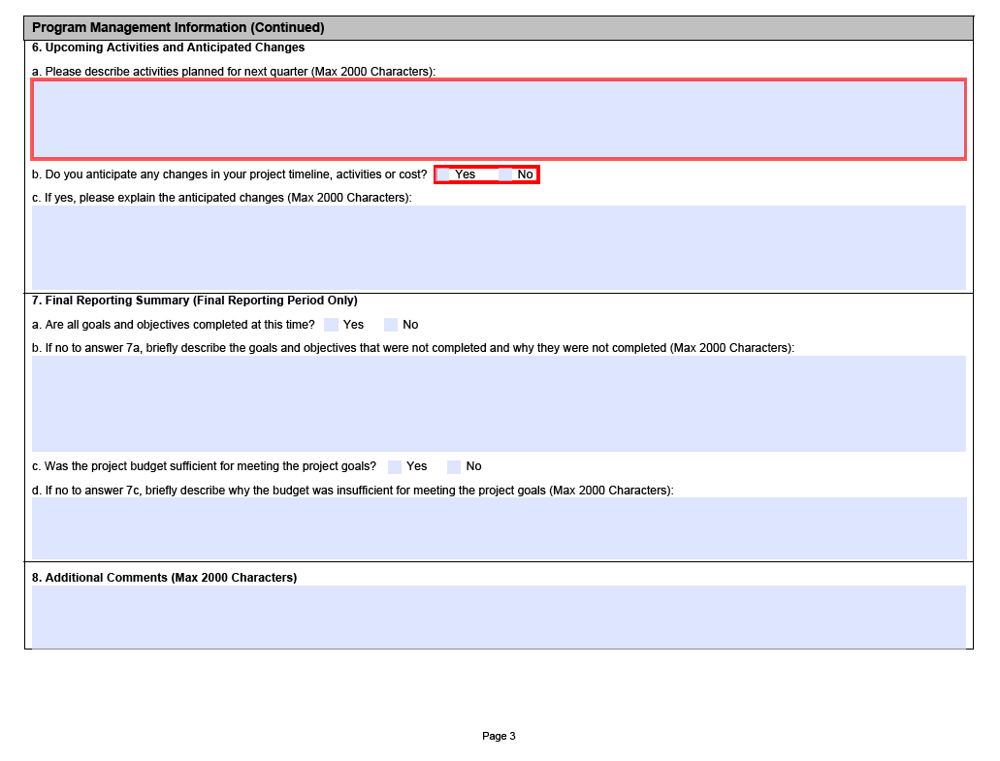 Program Management Information (Continued)
6. Upcoming Activities and Anticipated Changes
a. Please describe activities planned for next quarter (Max 2000 Characters):
b. Do you anticipate any changes in your project timeline, activities or cost? Yes No
c. If yes, please explain the anticipated changes (Max 2000 Characters):
7. Final Reporting Summary (Final Reporting Period Only)
a. Are all goals and objectives completed at this time? Yes No
b. If no to answer 7a, briefly describe the goals and objectives that were not completed and why they were not completed (Max 2000 Characters):
c. Was the project budget sufficient for meeting the project goals? Yes No
d. If no to answer 7c, briefly describe why the budget was insufficient for meeting the project goals (Max 2000 Characters):
8. Additional Comments (Max 2000 Characters)
Page 3